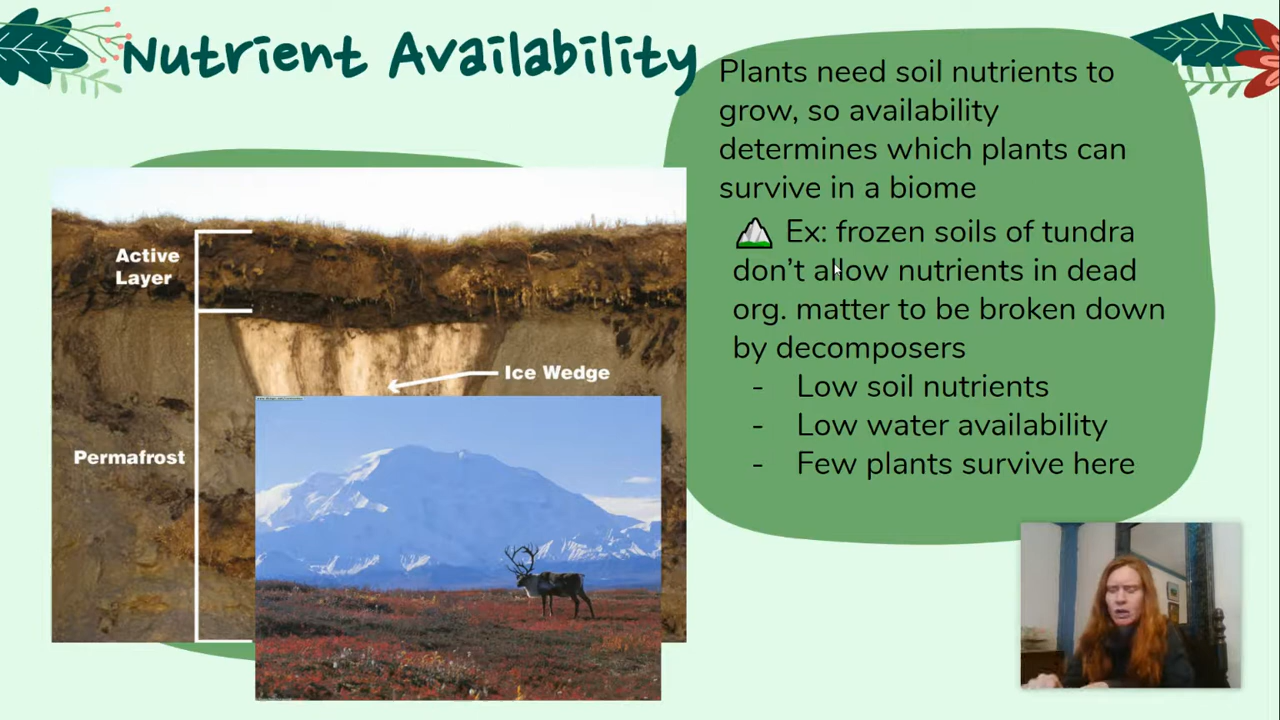 Nutrient Availability
Plants need soil nutrients to
grow, so availability
determines which plants can
survive in a biome
Ex: frozen soils of tundra
don't allow nutrients in dead
org. matter to be broken down
by decomposers
- Low soil nutrients
- Low water availability
- Few plants survive here
Active
Layer
Ice Wedge
Permafrost